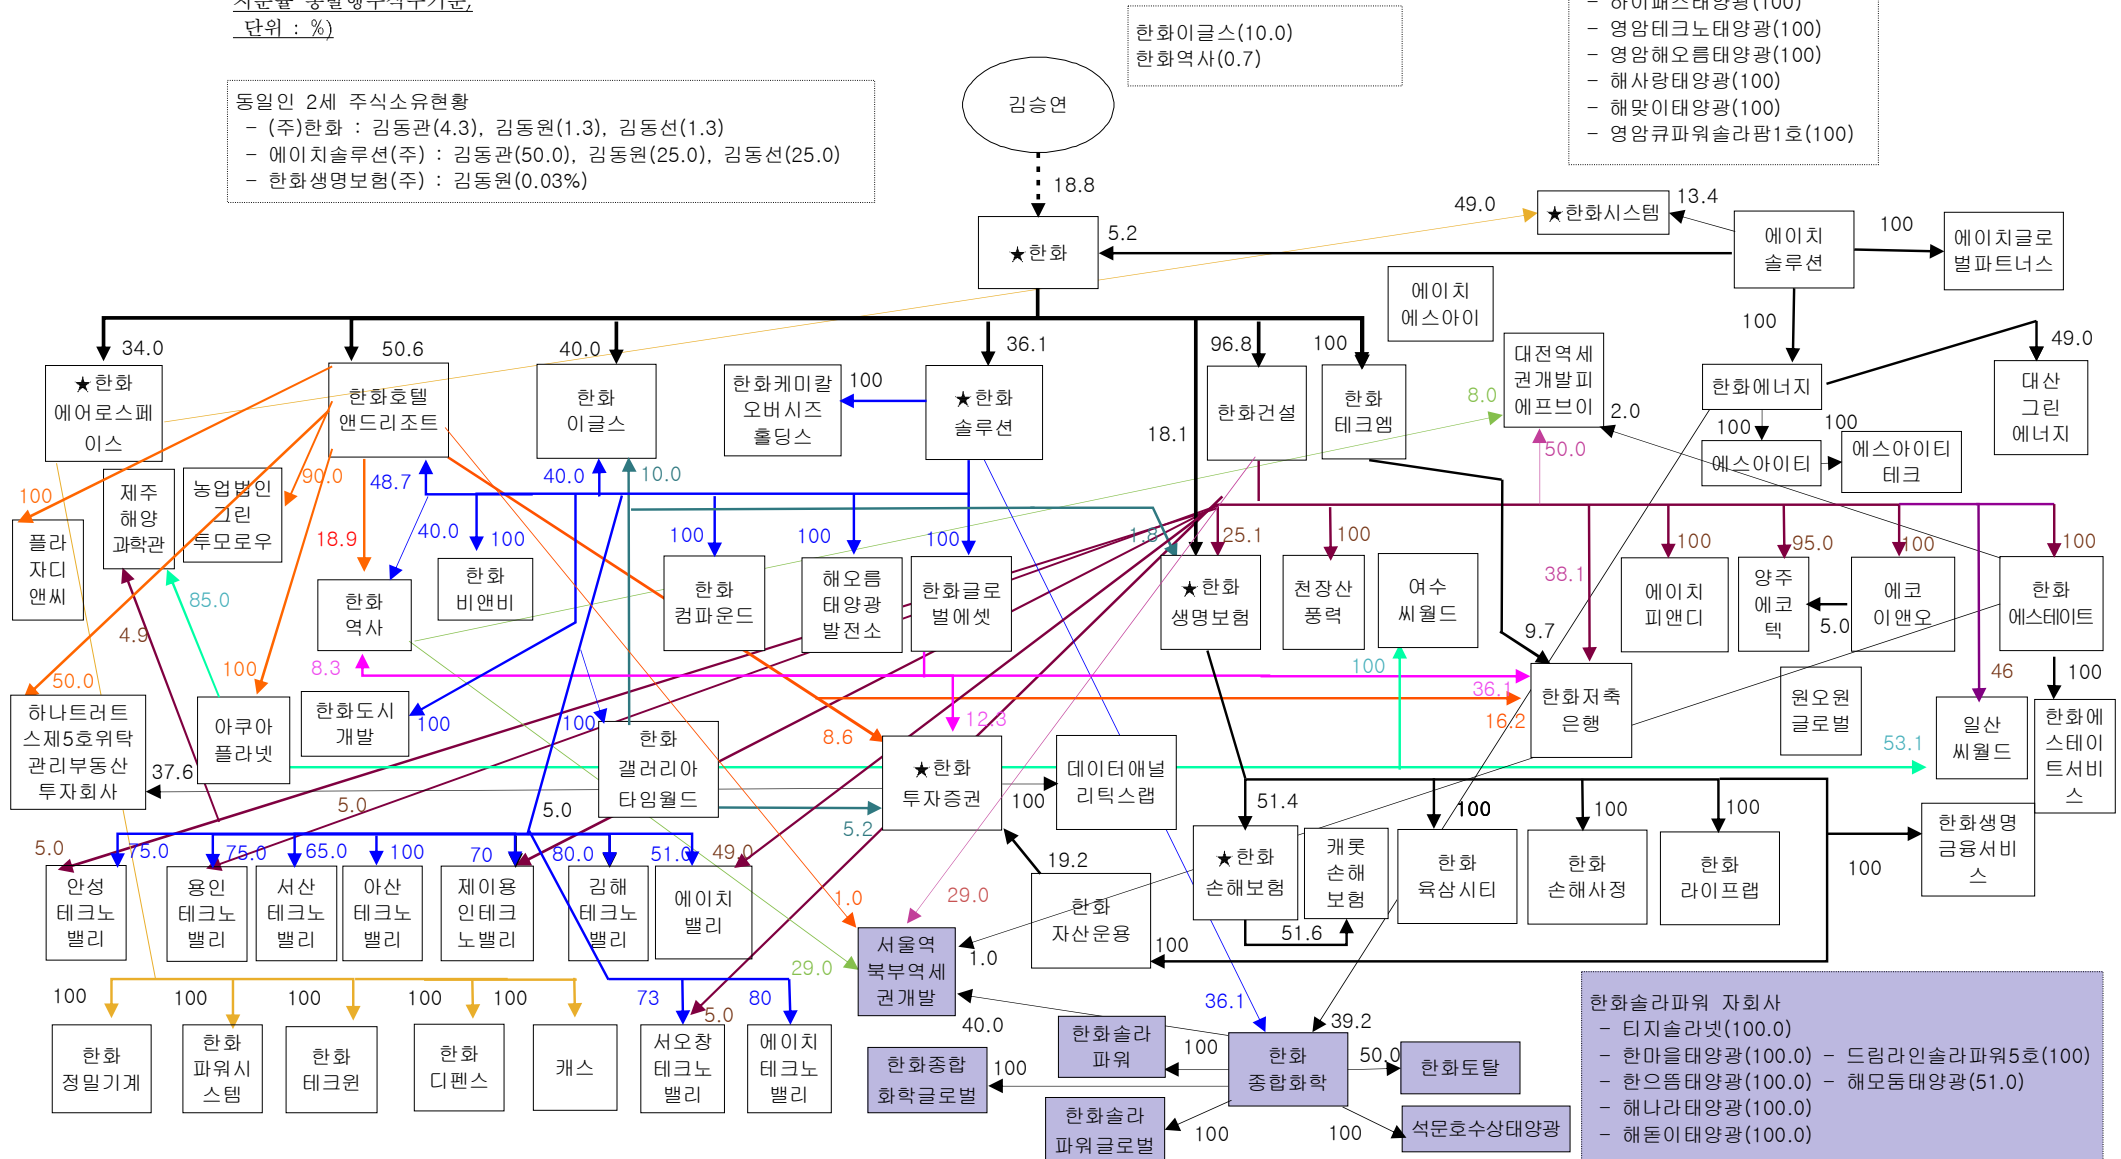 지분율 총발행주식수기준,
단위 : %)
한화이글스(10.0)
한화역사(0.7)
- 하이패스태양광(100)
- 영암테크노태양광(100)
- 영암해오름태양광(100)
- 해사랑태양광(100)
- 해맞이태양광(100)
- 영암큐파워솔라팜1호(100)
동일인 2세 주식소유현황
- (주)한화 : 김동관(4.3), 김동원(1.3), 김동선(1.3)
- 에이치솔루션(주) : 김동관(50.0), 김동원(25.0), 김동선(25.0)
- 한화생명보험(주) : 김동원(0.03%)
김승연
18.8
49.0
★한화시스템
13.4
5.2
★한화
에이치
솔루션
100
에이치글로
벌파트너스
에이치
에스아이
100
34.0
50.6
40.0
36.1
96.8
100
49.0
★한화
에어로스페
이스
한화호텔
앤드리조트
한화
이글스
한화케미칼
오버시즈
홀딩스
100
★한화
솔루션
한화건설
한화
테크엠
대전역세
권개발피
에프브이
8.0
2.0
한화에너지
대산
그린
에너지
18.1
50.0
100
100
에스아이티
에스아이티
테크
100
제주
해양
과학관
농업법인
그린
투모로우
90.0
48.7
40.0
10.0
플라
자디
앤씨
18.9
40.0
100
100
100
100
1.8
25.1
100
38.1
100
95.0
100
100
한화
역사
한화
비앤비
한화
컴파운드
해오름
태양광
발전소
한화글로
벌에셋
★한화
생명보험
천장산
풍력
여수
씨월드
에이치
피앤디
양주
에코
텍
5.0
에코
이앤오
한화
에스테이트
85.0
4.9
9.7
100
8.3
100
50.0
100
36.1
16.2
46
100
하나트러트
스제5호위탁
관리부동산
투자회사
아쿠아
플라넷
한화도시
개발
100
100
한화
갤러리아
타임월드
12.3
8.6
★한화
투자증권
데이터애널
리틱스랩
한화저축
은행
원오원
글로벌
53.1
일산
씨월드
한화에
스테이
트서비
스
37.6
5.0
5.0
5.2
100
51.4
100
100
100
한화생명
금융서비
스
5.0
75.0
75.0
65.0
100
70
80.0
51.0
49.0
19.2
100
안성
테크노
밸리
용인
테크노
밸리
서산
테크노
밸리
아산
테크노
밸리
제이용
인테크
노밸리
김해
테크노
밸리
에이치
밸리
1.0
29.0
한화
자산운용
★한화
손해보험
캐롯
손해
보험
한화
육삼시티
한화
손해사정
한화
라이프랩
51.6
100
서울역
북부역세
권개발
1.0
29.0
40.0
100
100
100
100
100
73
5.0
80
36.1
39.2
한화
정밀기계
한화
파워시
스템
한화
테크윈
한화
디펜스
캐스
서오창
테크노
밸리
에이치
테크노
밸리
한화종합
화학글로벌
100
한화솔라
파워
100
한화
종합화학
50.0
한화토탈
한화솔라
파워글로벌
100
100
석문호수상태양광
한화솔라파워 자회사
- 티지솔라넷(100.0)
- 한마을태양광(100.0) - 드림라인솔라파워5호(100)
- 한으뜸태양광(100.0) - 해모둠태양광(51.0)
- 해나라태양광(100.0)
- 해돋이태양광(100.0)